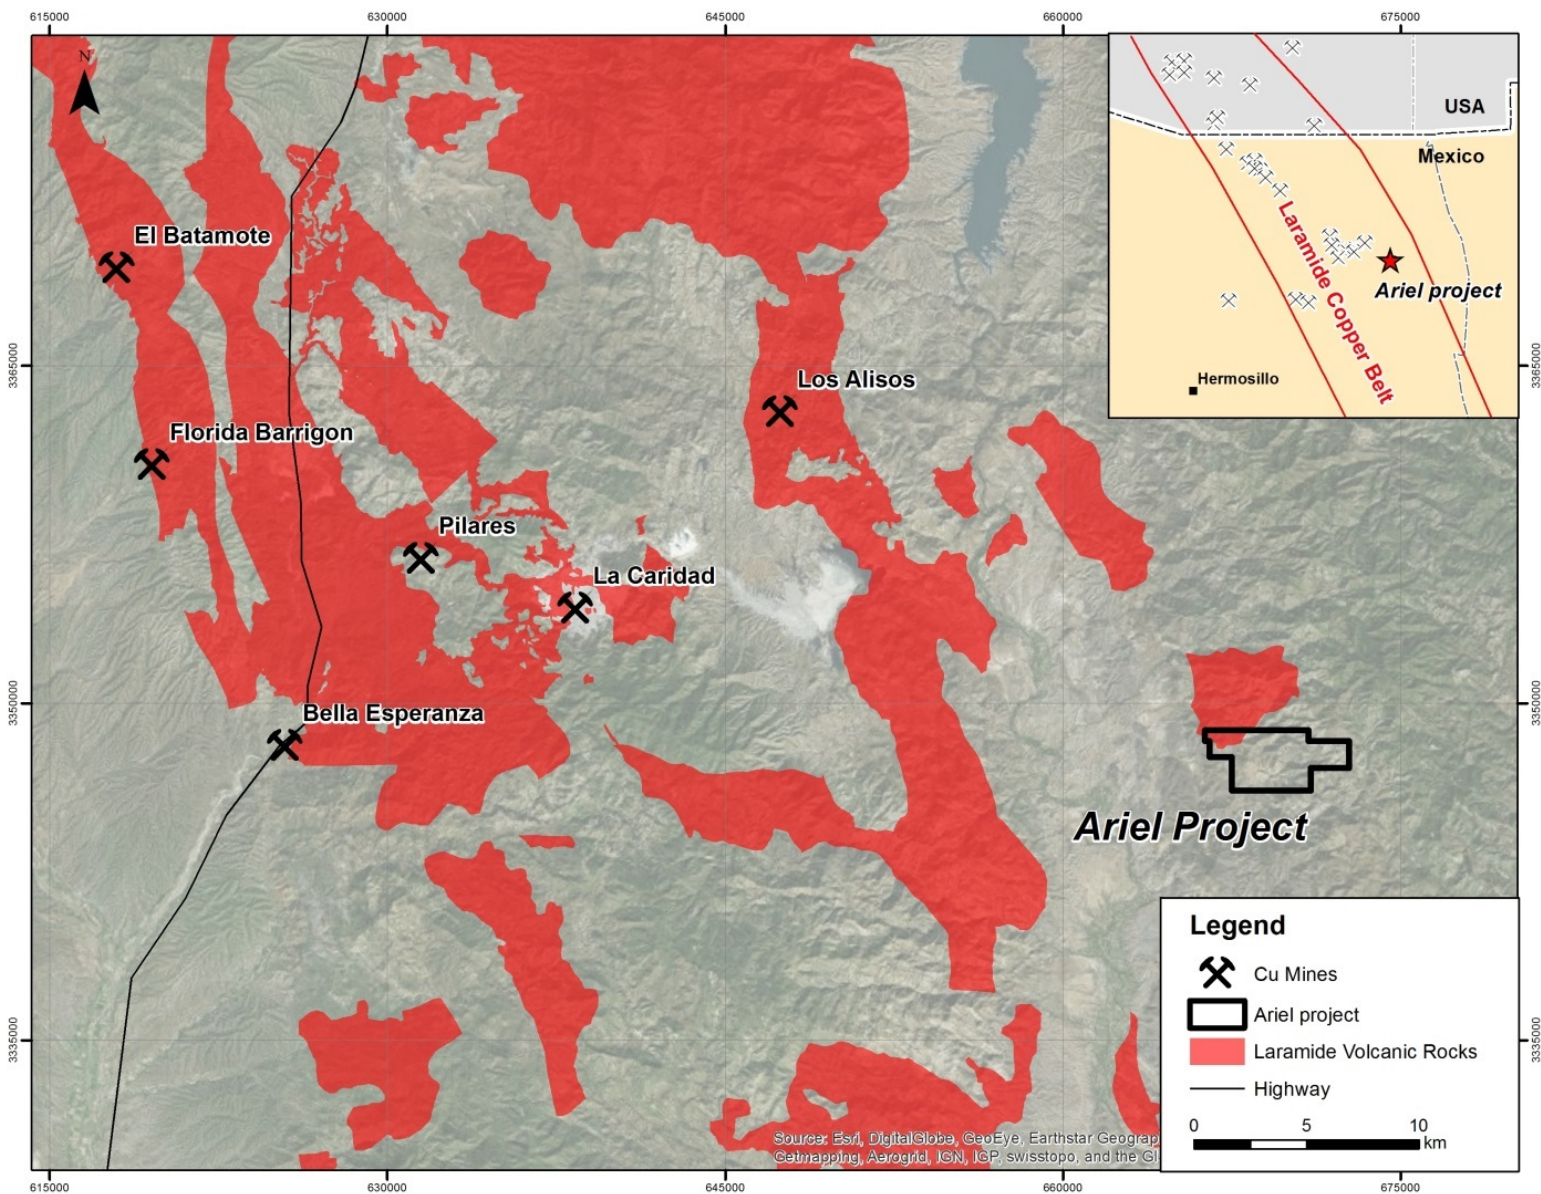 615000
630000
645000
660000
675000
N
USA
Mexico
Laramide Copper Belt
Ariel project
Hermosillo
El Batamote
3365000
3365000
Los Alisos
Florida Barrigon
Pilares
La Caridad
3350000
3350000
Bella Esperanza
Ariel Project
Legend
Cu Mines
Ariel project
Laramide Volcanic Rocks
Highway
0
5
10
km
3335000
3335000
Source: Esri, DigitalGlobe, GeoEye, Earthstar Geograp
Getmapping, Aerogrid, IGN, IGP, swisstopo, and the GI
615000
630000
645000
660000
675000